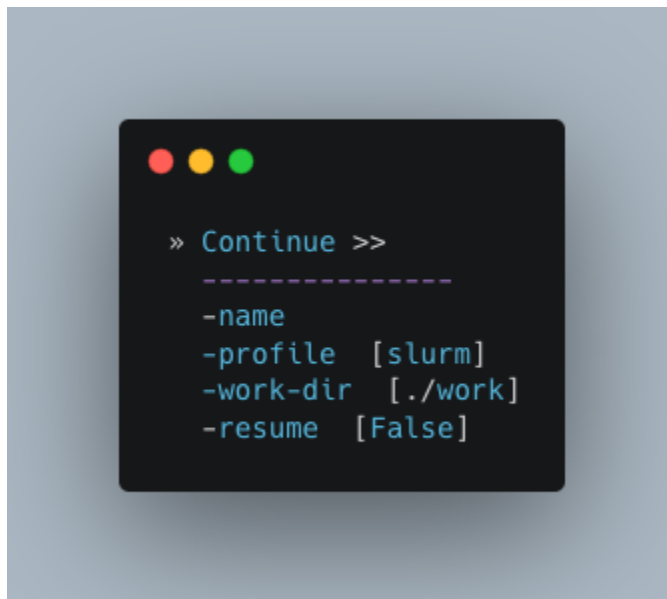 » Continue >>
---------------
-name
-profile  [slurm]
-work-dir  [./work]
-resume  [False]